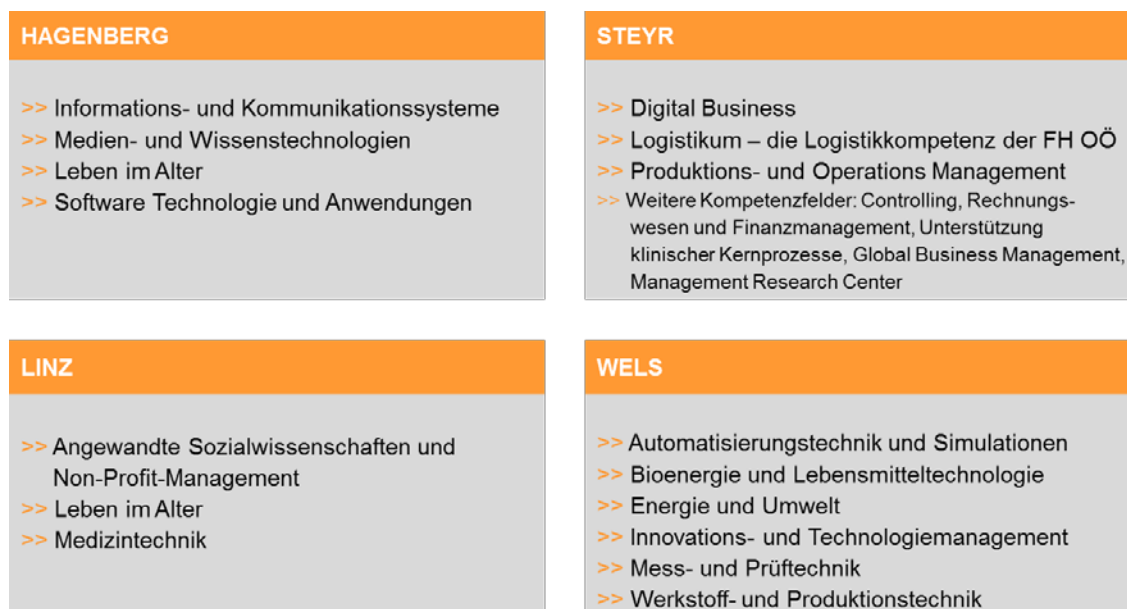 HAGENBERG
>> Informations- und Kommunikationssysteme
>> Medien- und Wissenstechnologien
>> Leben im Alter
>> Software Technologie und Anwendungen
STEYR
>> Digital Business
>> Logistikum – die Logistikkompetenz der FH OÖ
>> Produktions- und Operations Management
>> Weitere Kompetenzfelder: Controlling, Rechnungs-
wesen und Finanzmanagement, Unterstützung
klinischer Kernprozesse, Global Business Management,
Management Research Center
LINZ
>> Angewandte Sozialwissenschaften und
Non-Profit-Management
>> Leben im Alter
>> Medizintechnik
WELS
>> Automatisierungstechnik und Simulationen
>> Bioenergie und Lebensmitteltechnologie
>> Energie und Umwelt
>> Innovations- und Technologiemanagement
>> Mess- und Prüftechnik
>> Werkstoff- und Produktionstechnik